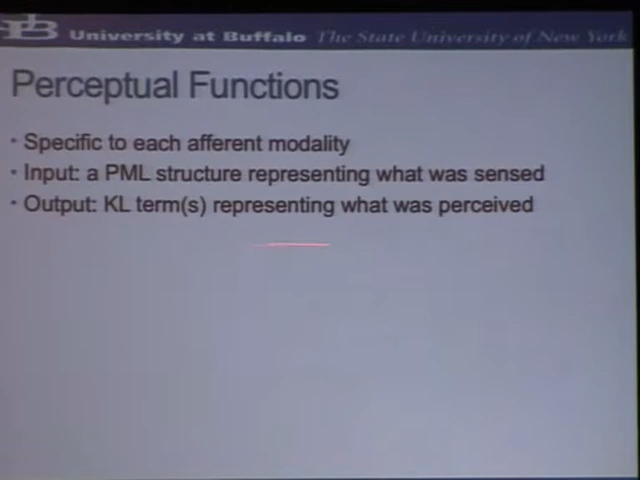 University at Buffalo The State University of New York
Perceptual Functions
• Specific to each afferent modality
• Input: a PML structure representing what was sensed
• Output: KL term(s) representing what was perceived